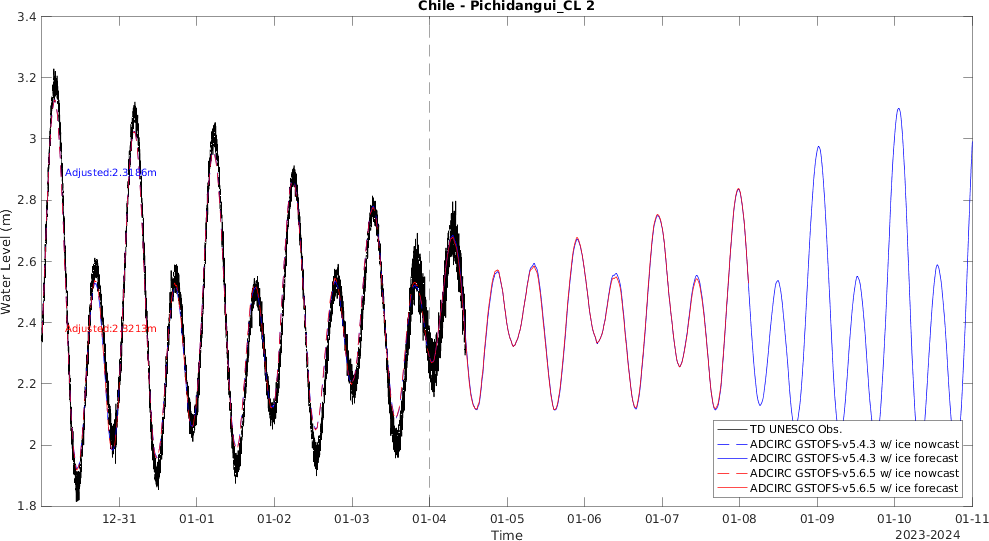 Chile - Pichidangui_CL 2
3.4
3.2
3
2.8
2.6
2.4
2.2
2
1.8
Water Level (m)
Adjusted:2.3186m
Adjusted:2.3213m
TD UNESCO Obs.
ADCIRC GSTOFS-v5.4.3 w/ ice nowcast
ADCIRC GSTOFS-v5.4.3 w/ ice forecast
ADCIRC GSTOFS-v5.6.5 w/ ice nowcast
ADCIRC GSTOFS-v5.6.5 w/ ice forecast
12-31 01-01 01-02 01-03 01-04 01-05 01-06 01-07 01-08 01-09 01-10 01-11
Time
2023-2024